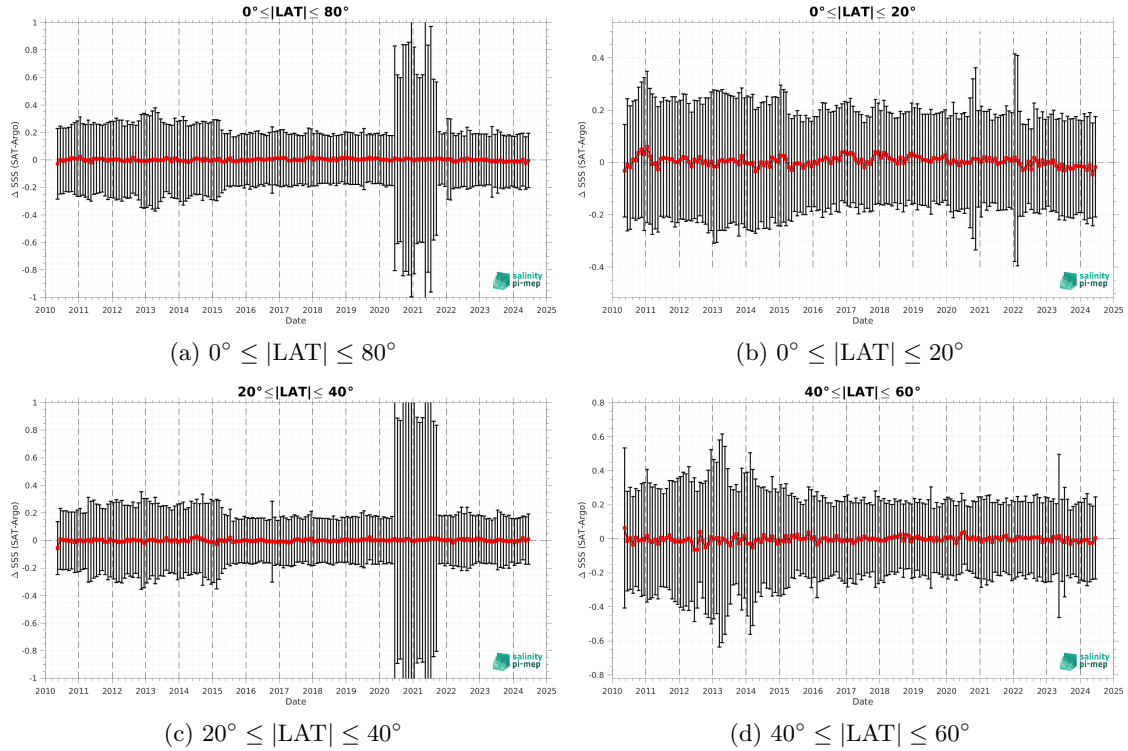 0°≤|LAT|≤ 80°
1
0.8
0.6
0.4
0.2
0
-0.2
-0.4
-0.6
-0.8
-1
Δ SSS (SAT-Argo)
2010 2011 2012 2013 2014 2015 2016 2017 2018 2019 2020 2021 2022 2023 2024 2025
Date
salinity
pi-mep
(a) 0° ≤ |LAT| ≤ 80°
0°≤|LAT|≤ 20°
0.4
0.2
0
-0.2
-0.4
Δ SSS (SAT-Argo)
2010 2011 2012 2013 2014 2015 2016 2017 2018 2019 2020 2021 2022 2023 2024 2025
Date
salinity
pi-mep
(b) 0° ≤ |LAT| ≤ 20°
20°≤|LAT|≤ 40°
1
0.8
0.6
0.4
0.2
0
-0.2
-0.4
-0.6
-0.8
-1
Δ SSS (SAT-Argo)
2010 2011 2012 2013 2014 2015 2016 2017 2018 2019 2020 2021 2022 2023 2024 2025
Date
salinity
pi-mep
(c) 20° ≤ |LAT| ≤ 40°
40°≤|LAT|≤ 60°
0.8
0.6
0.4
0.2
0
-0.2
-0.4
-0.6
-0.8
Δ SSS (SAT-Argo)
2010 2011 2012 2013 2014 2015 2016 2017 2018 2019 2020 2021 2022 2023 2024 2025
Date
salinity
pi-mep
(d) 40° ≤ |LAT| ≤ 60°